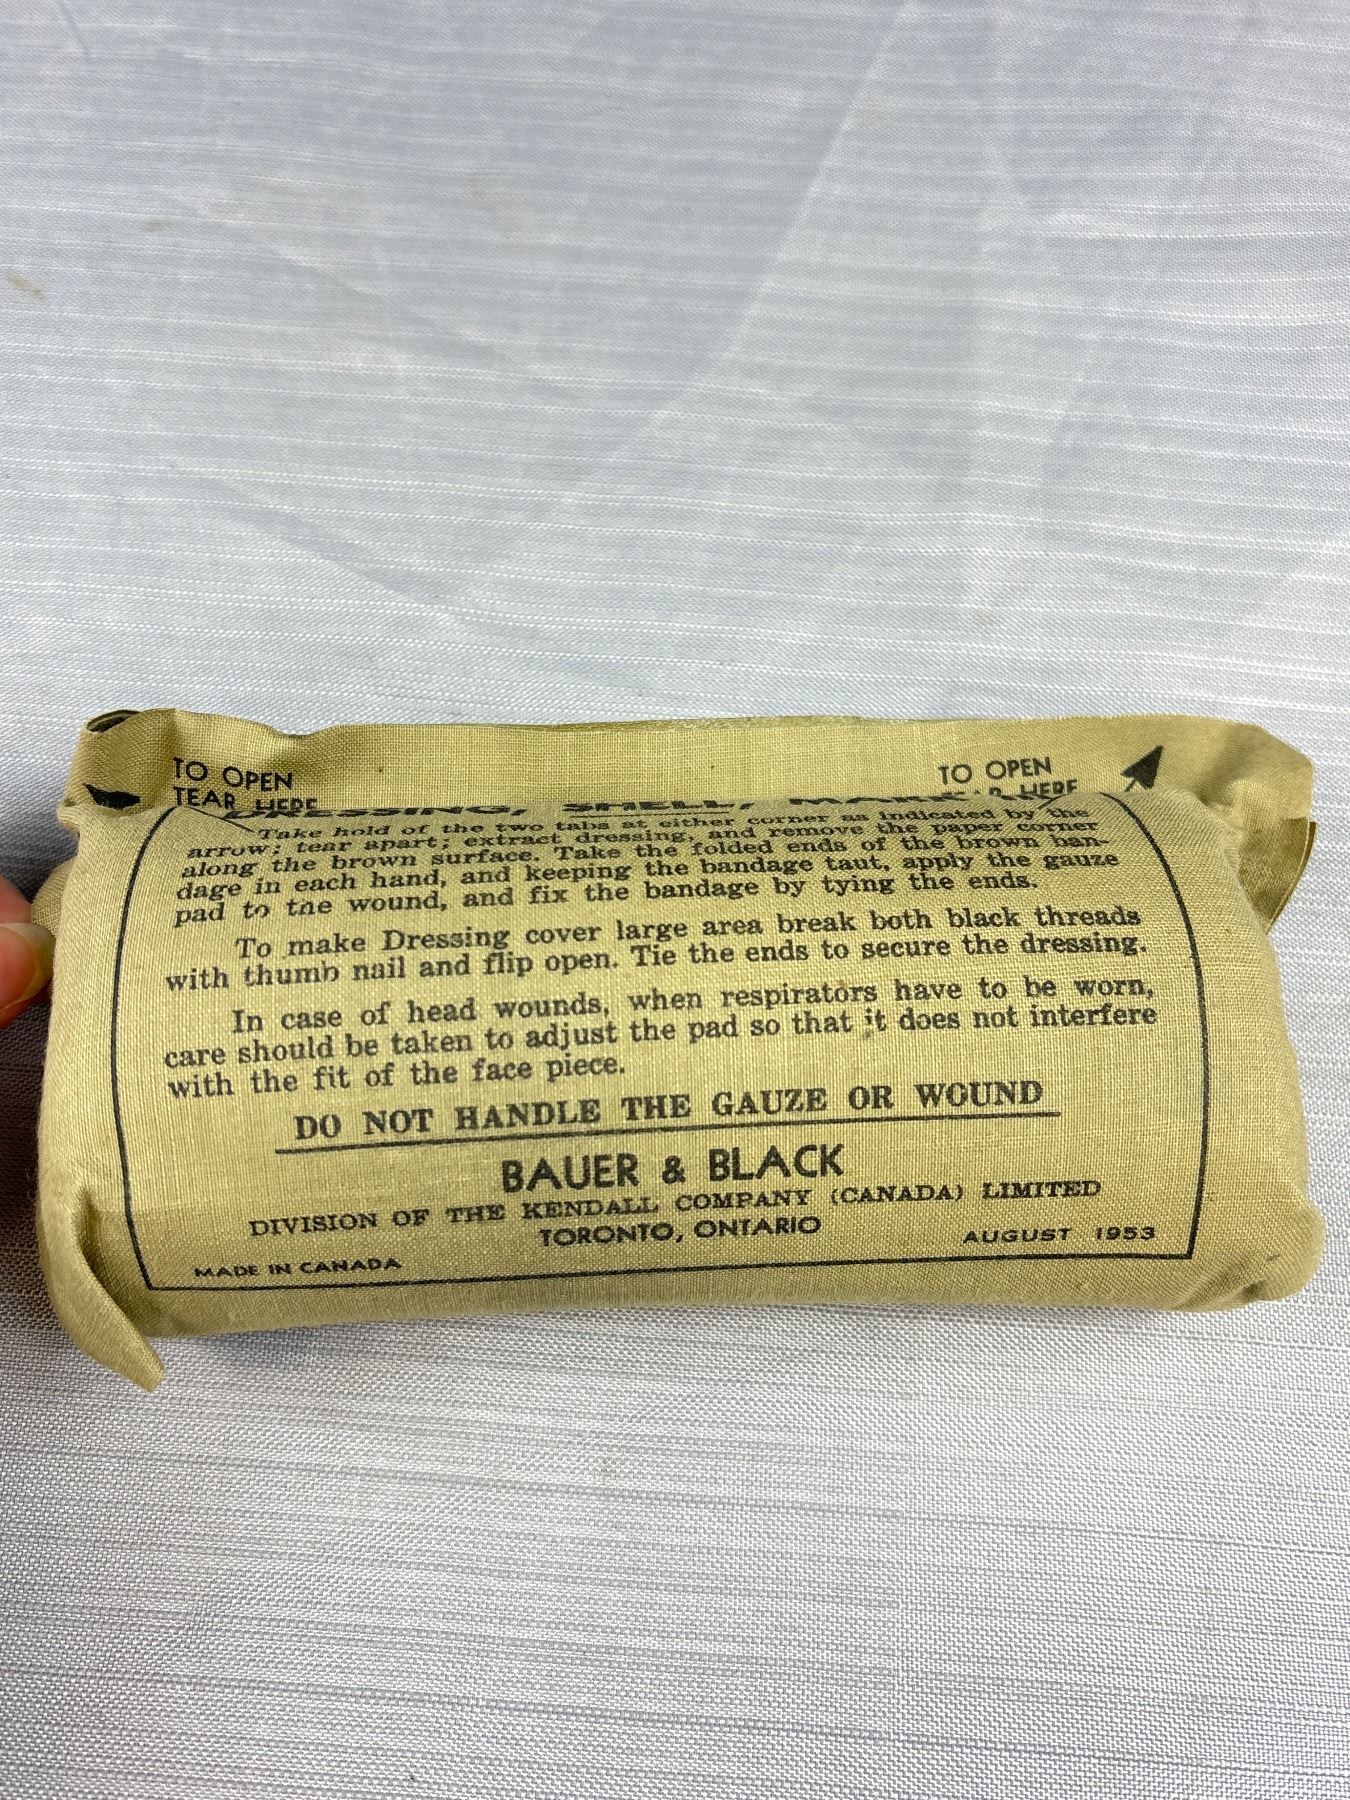 TO OPEN
TEAR HERE
TO OPEN
HERE
DRESSING, SHELL,
Take hold of the two tabs at either corner as indicated by the
arrow; tear apart; extract dressing, and remove the paper corner
along the brown surface. Take the folded ends of the brown ban-
dage in each hand, and keeping the bandage taut, apply the gauze
pad to the wound, and fix the bandage by tying the ends.
To make Dressing cover large area break both black threads
with thumb nail and flip open. Tie the ends to secure the dressing.
In case of head wounds, when respirators have to be worn,
care should be taken to adjust the pad so that it does not interfere
with the fit of the face piece.
DO NOT HANDLE THE GAUZE OR WOUND
BAUER & BLACK
DIVISION OF THE KENDALL COMPANY (CANADA) LIMITED
TORONTO, ONTARIO
MADE IN CANADA
AUGUST 1953